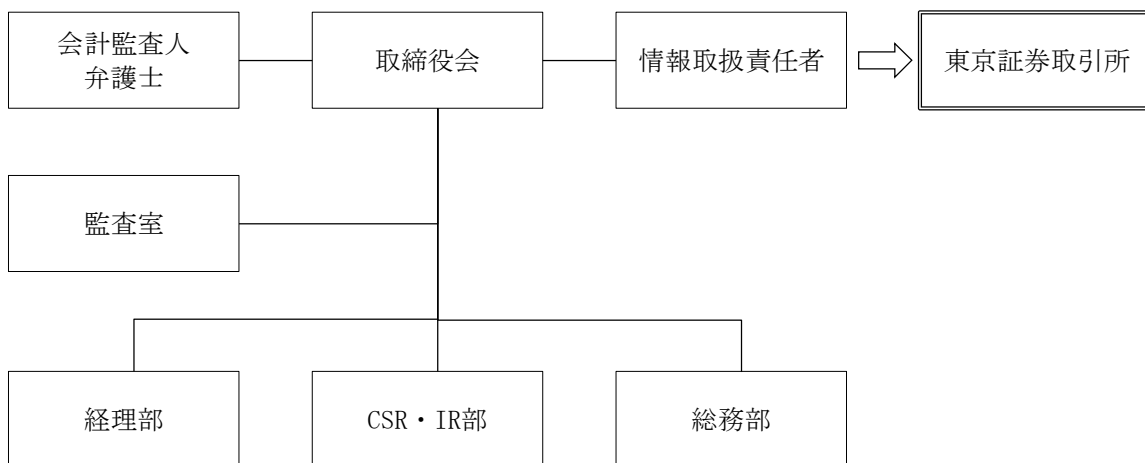 会計監査人
弁護士
取締役会
情報取扱責任者
東京証券取引所
監査室
経理部
CSR・IR部
総務部